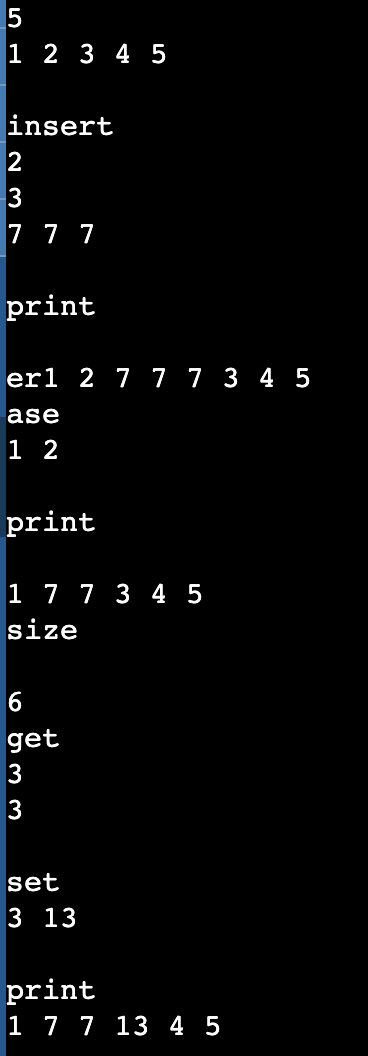 5
1 2 3 4 5
insert
2
3
7 7 7
print
er1 2 7 7 7 3 4 5
ase
1 2
print
1 7 7 3 4 5
size
6
get
3
3
set
3 13
print
1 7 7 13 4 5